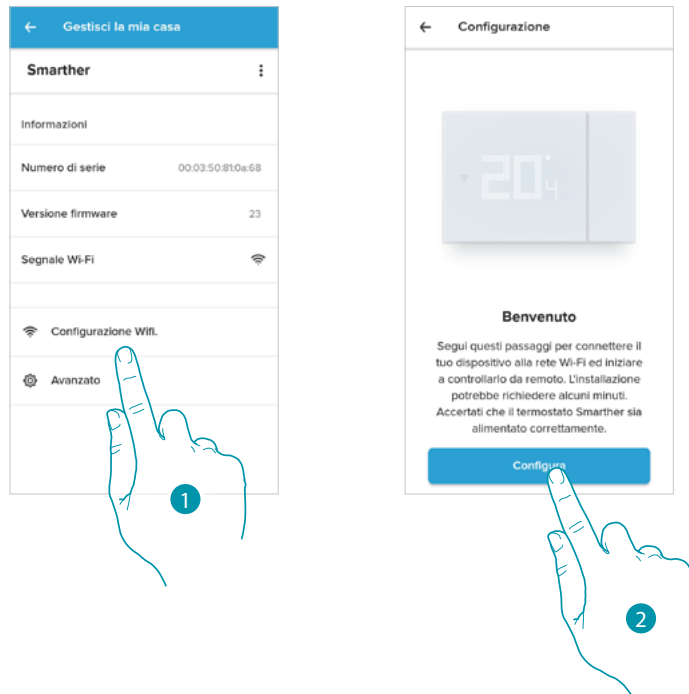 Gestisci la mia casa
Smarther
Informazioni
Numero di serie 00:03:50:81:0a:68
Versione firmware 23
Segnale Wi-Fi
Configurazione Wifi.
Avanzato
1
Configurazione
20.4
Benvenuto
Segui questi passaggi per connettere il
tuo dispositivo alla rete Wi-Fi ed iniziare
a controllarlo da remoto. L'installazione
potrebbe richiedere alcuni minuti.
Accertati che il termostato Smarther sia
alimentato correttamente.
Configura
2